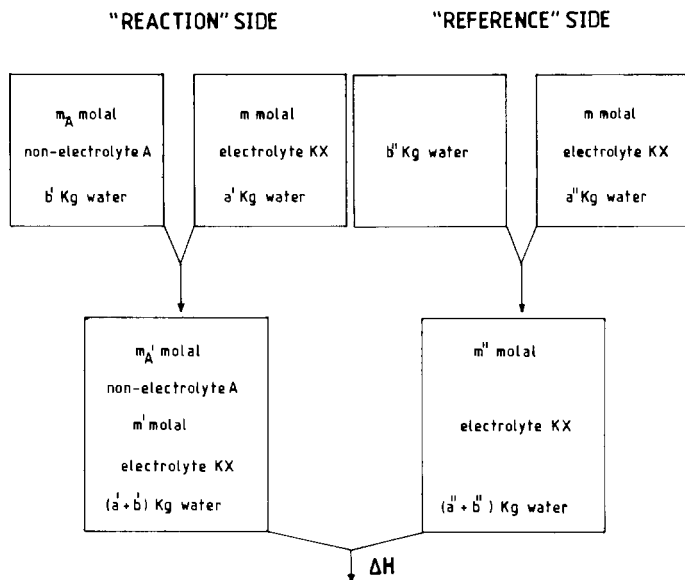 "REACTION" SIDE
"REFERENCE" SIDE
m_A molal
non-electrolyte A
b' Kg water
m molal
electrolyte KX
a' Kg water
b" Kg water
m molal
electrolyte KX
a" Kg water
m_A' molal
non-electrolyte A
m' molal
electrolyte KX
(a' + b') Kg water
m" molal
electrolyte KX
(a" + b") Kg water
ΔH